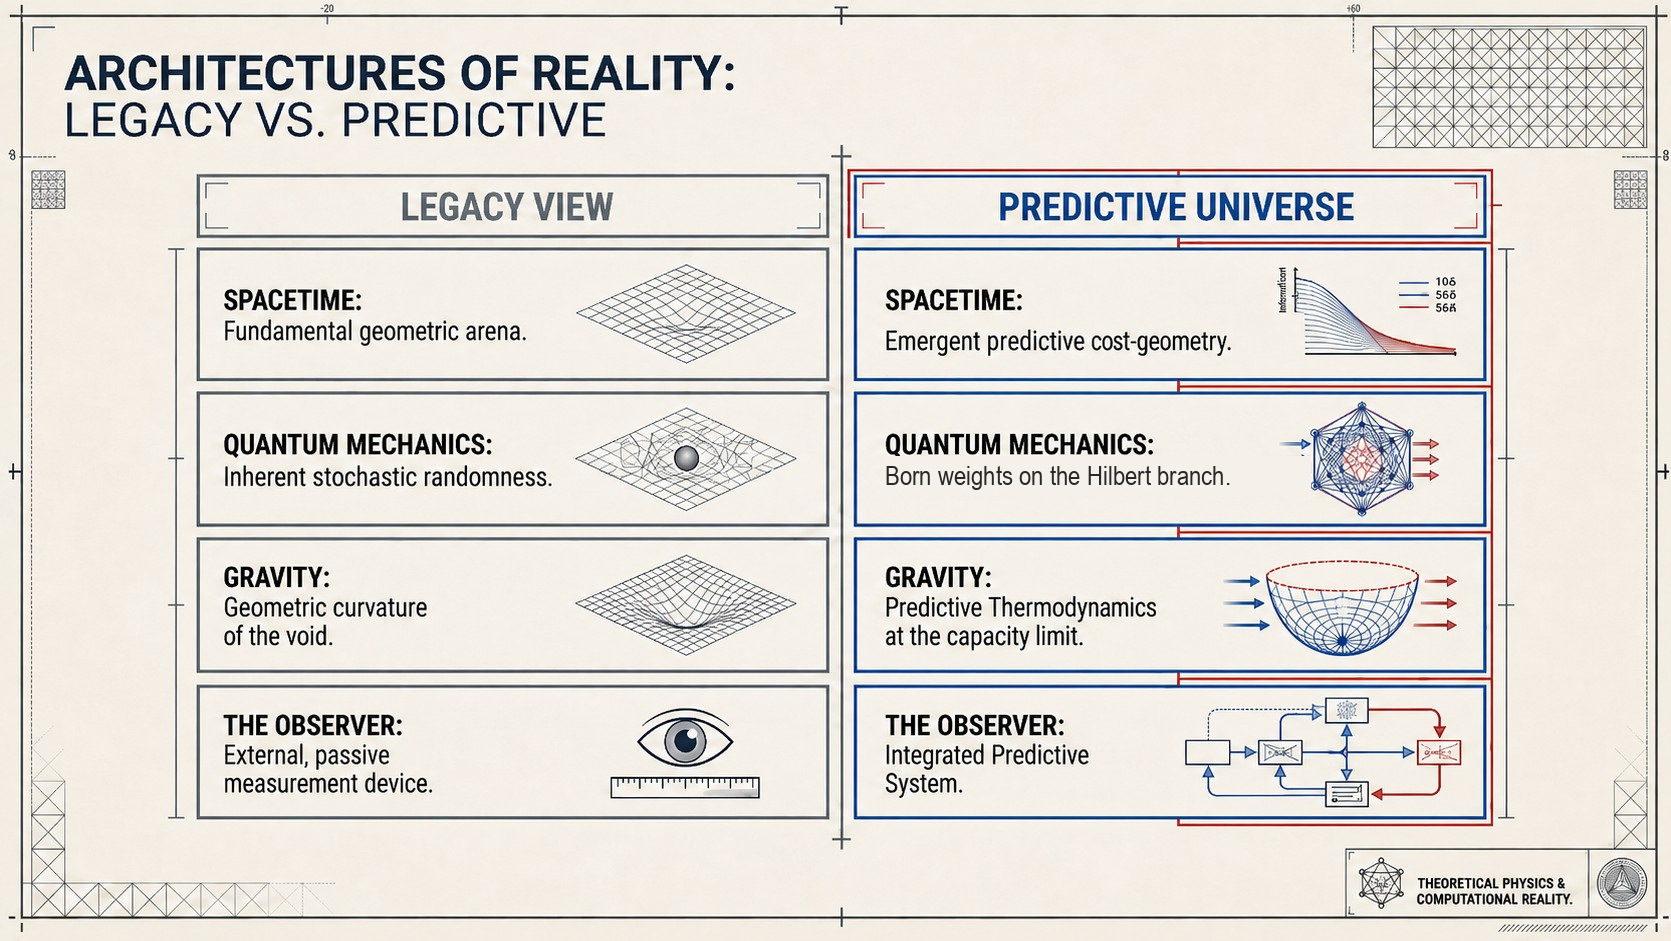 -20
+60
ARCHITECTURES OF REALITY:
LEGACY VS. PREDICTIVE
LEGACY VIEW
PREDICTIVE UNIVERSE
SPACETIME:
Fundamental geometric arena.
SPACETIME:
Emergent predictive cost-geometry.
QUANTUM MECHANICS:
Inherent stochastic randomness.
QUANTUM MECHANICS:
Born weights on the Hilbert branch.
GRAVITY:
Geometric curvature
of the void.
GRAVITY:
Predictive Thermodynamics
at the capacity limit.
THE OBSERVER:
External, passive
measurement device.
THE OBSERVER:
Integrated Predictive
System.
THEORETICAL PHYSICS &
COMPUTATIONAL REALITY.